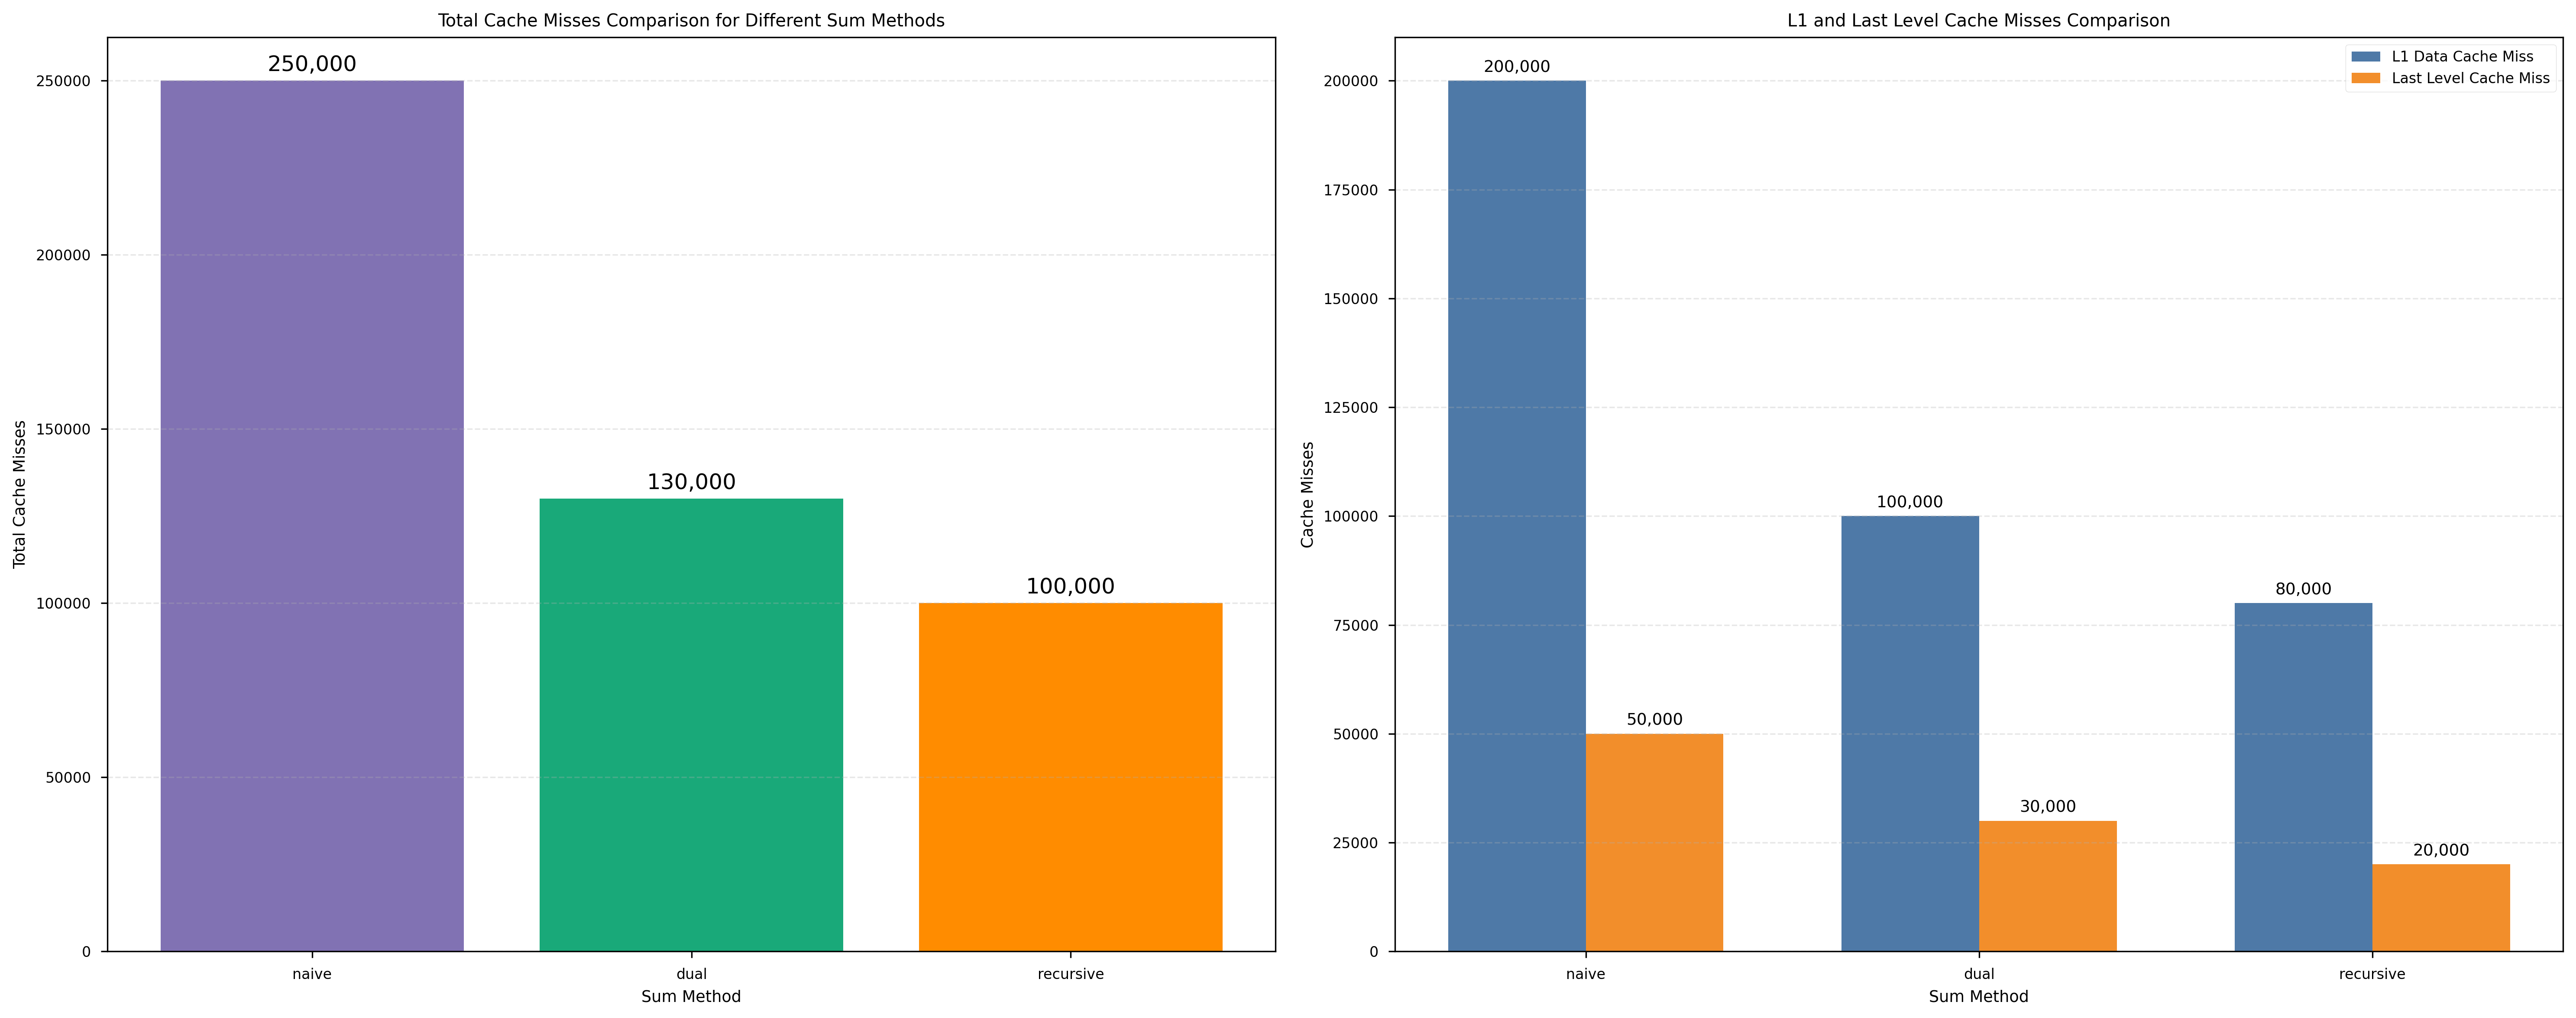 Total Cache Misses Comparison for Different Sum Methods
Total Cache Misses
250000
200000
150000
100000
50000
0
250,000
130,000
100,000
naive
dual
recursive
Sum Method
L1 and Last Level Cache Misses Comparison
L1 Data Cache Miss
Last Level Cache Miss
Cache Misses
200000
175000
150000
125000
100000
75000
50000
25000
0
200,000
50,000
100,000
30,000
80,000
20,000
naive
dual
recursive
Sum Method